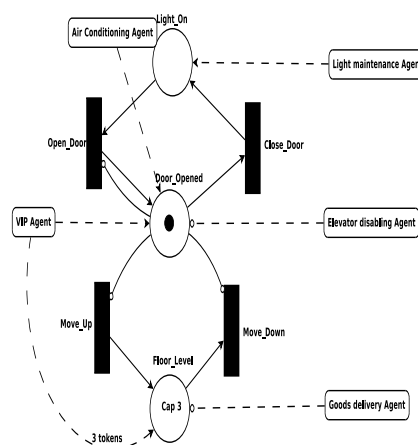 Light_On
Air Conditioning Agent
Light maintenance Agen
Open_Door
Close_Door
Door_Opened
VIP Agent
Elevator disabling Agent
Move_Up
Move_Down
Floor_Level
Cap 3
Goods delivery Agent
3 tokens